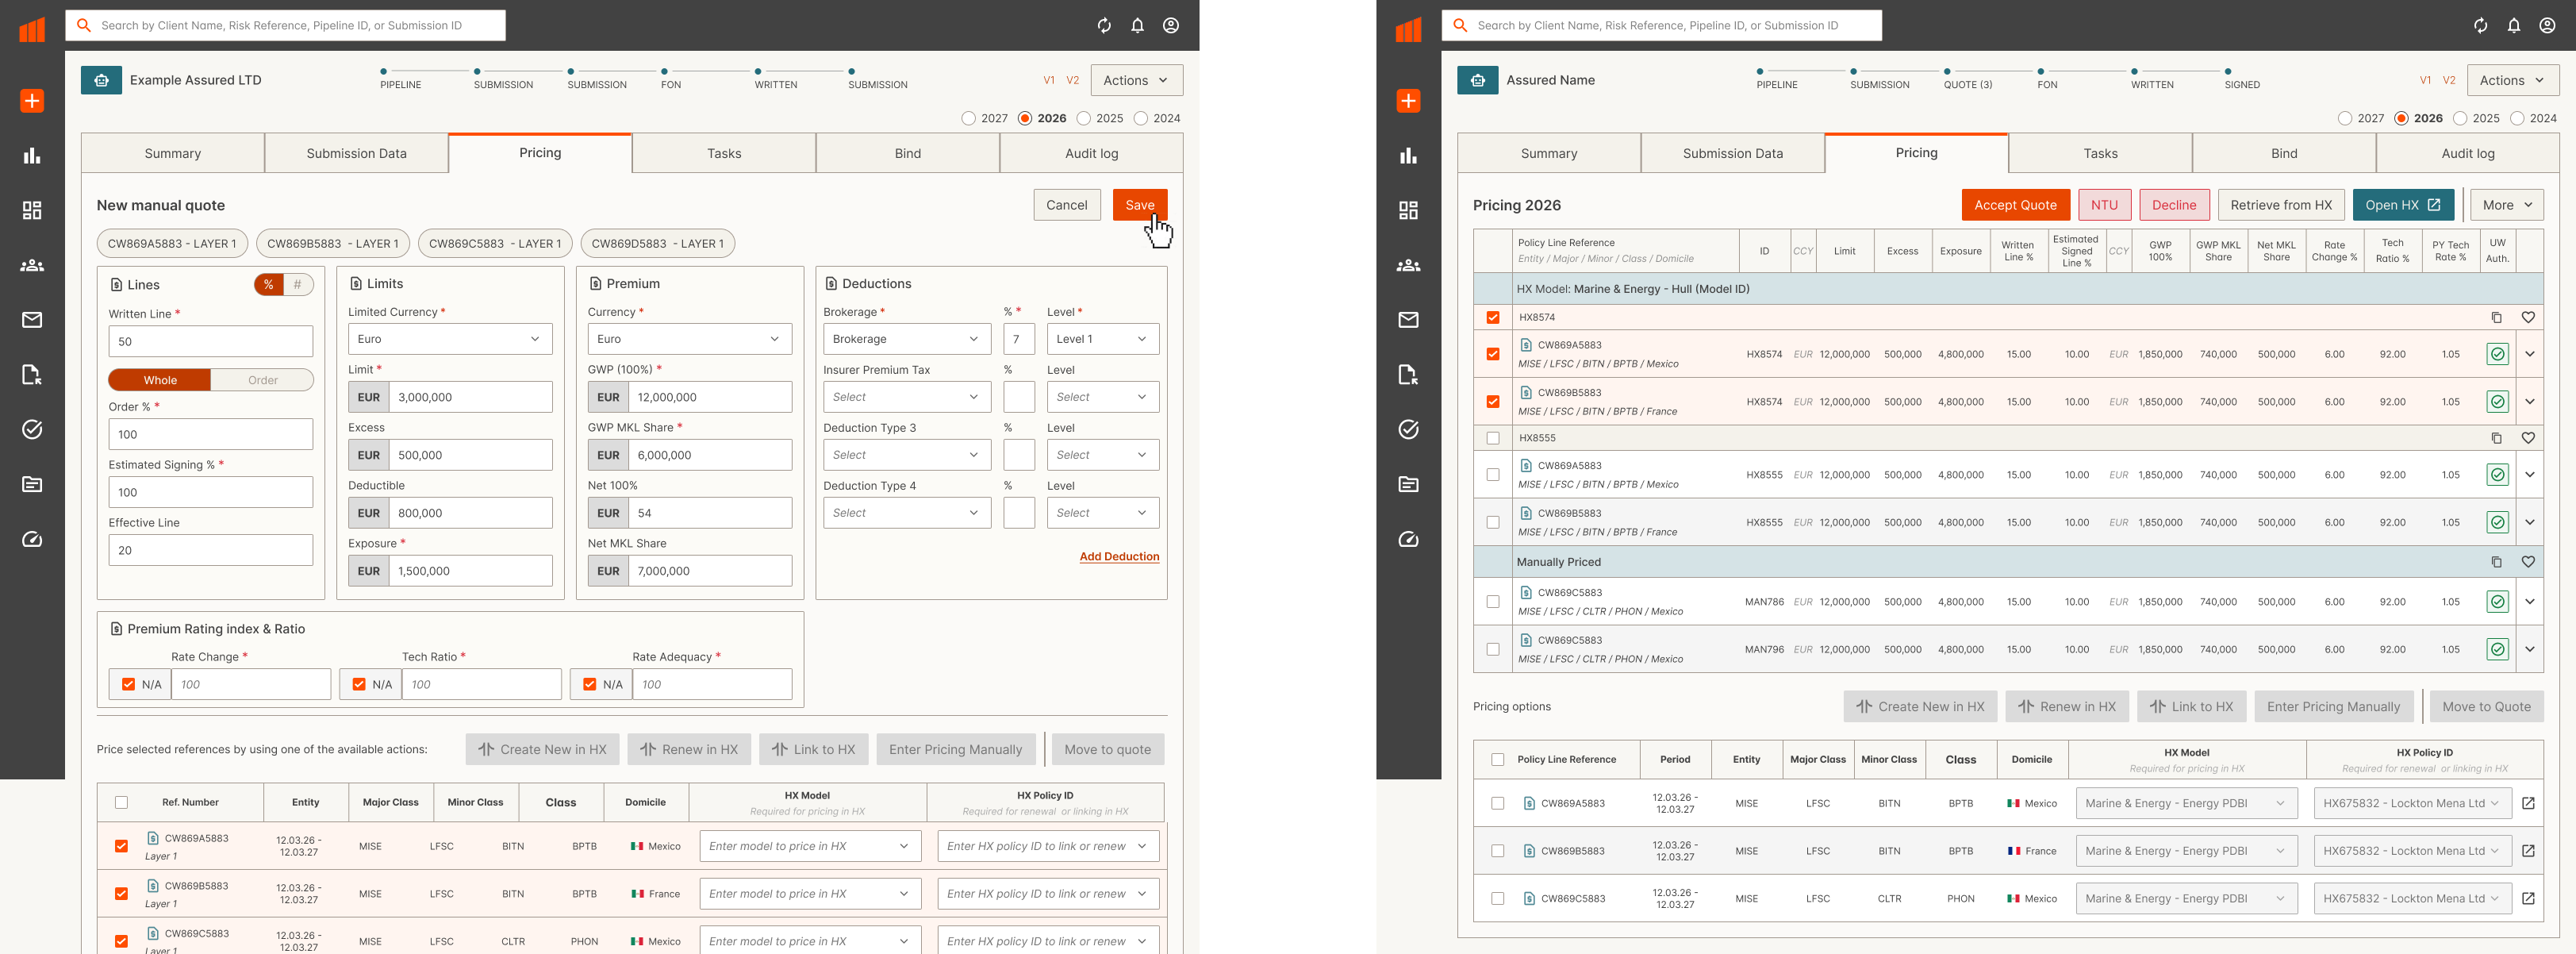 Search by Client Name, Risk Reference, Pipeline ID, or Submission ID
Example Assured LTD
PIPELINE SUBMISSION SUBMISSION FON WRITTEN SUBMISSION
V1 V2 Actions
2027 2026 2025 2024
Summary Submission Data Pricing Tasks Bind Audit log
New manual quote
Cancel Save
CW869A5883 - LAYER 1 CW869B5883 - LAYER 1 CW869C5883 - LAYER 1 CW869D5883 - LAYER 1
Lines % #
Written Line *
50
Whole Order
Order % *
100
Estimated Signing % *
100
Effective Line
20
Limits
Limited Currency *
Euro
Limit *
EUR 3,000,000
Excess
EUR 500,000
Deductible
EUR 800,000
Exposure *
EUR 1,500,000
Premium
Currency *
Euro
GWP (100%) *
EUR 12,000,000
GWP MKL Share *
EUR 6,000,000
Net 100%
EUR 54
Net MKL Share
EUR 7,000,000
Deductions
Brokerage * % * Level *
Brokerage 7 Level 1
Insurer Premium Tax % Level
Select Select
Deduction Type 3 % Level
Select Select
Deduction Type 4 % Level
Select Select
Add Deduction
Premium Rating index & Ratio
Rate Change * Tech Ratio * Rate Adequacy *
N/A 100 N/A 100 N/A 100
Price selected references by using one of the available actions:
Create New in HX Renew in HX Link to HX Enter Pricing Manually Move to quote
Ref. Number Entity Major Class Minor Class Class Domicile HX Model HX Policy ID
Required for pricing in HX Required for renewal or linking in HX
CW869A5883 12.03.26 - 12.03.27 MISE LFSC BITN BPTB Mexico Enter model to price in HX Enter HX policy ID to link or renew
Layer 1
CW869B5883 12.03.26 - 12.03.27 MISE LFSC BITN BPTB France Enter model to price in HX Enter HX policy ID to link or renew
Layer 1
CW869C5883 12.03.26 - 12.03.27 MISE LFSC CLTR PHON Mexico Enter model to price in HX Enter HX policy ID to link or renew
Layer 1
Search by Client Name, Risk Reference, Pipeline ID, or Submission ID
Assured Name
PIPELINE SUBMISSION QUOTE (3) FON WRITTEN SIGNED
V1 V2 Actions
2027 2026 2025 2024
Summary Submission Data Pricing Tasks Bind Audit log
Pricing 2026
Accept Quote NTU Decline Retrieve from HX Open HX More
Policy Line Reference ID CCY Limit Excess Exposure Written Line % Estimated Signed Line % CCY GWP 100% GWP MKL Share Net MKL Share Rate Change % Tech Ratio % PY Tech Rate % UW Auth.
Entity / Major / Minor / Class / Domicile
HX Model: Marine & Energy - Hull (Model ID)
HX8574
CW869A5883
MISE / LFSC / BITN / BPTB / Mexico HX8574 EUR 12,000,000 500,000 4,800,000 15.00 10.00 EUR 1,850,000 740,000 500,000 6.00 92.00 1.05
CW869B5883
MISE / LFSC / BITN / BPTB / France HX8574 EUR 12,000,000 500,000 4,800,000 15.00 10.00 EUR 1,850,000 740,000 500,000 6.00 92.00 1.05
HX8555
CW869A5883
MISE / LFSC / BITN / BPTB / Mexico HX8555 EUR 12,000,000 500,000 4,800,000 15.00 10.00 EUR 1,850,000 740,000 500,000 6.00 92.00 1.05
CW869B5883
MISE / LFSC / BITN / BPTB / France HX8555 EUR 12,000,000 500,000 4,800,000 15.00 10.00 EUR 1,850,000 740,000 500,000 6.00 92.00 1.05
Manually Priced
CW869C5883
MISE / LFSC / CLTR / PHON / Mexico MAN786 EUR 12,000,000 500,000 4,800,000 15.00 10.00 EUR 1,850,000 740,000 500,000 6.00 92.00 1.05
CW869C5883
MISE / LFSC / CLTR / PHON / Mexico MAN796 EUR 12,000,000 500,000 4,800,000 15.00 10.00 EUR 1,850,000 740,000 500,000 6.00 92.00 1.05
Pricing options
Create New in HX Renew in HX Link to HX Enter Pricing Manually Move to Quote
Policy Line Reference Period Entity Major Class Minor Class Class Domicile HX Model HX Policy ID
Required for pricing in HX Required for renewal or linking in HX
CW869A5883 12.03.26 - 12.03.27 MISE LFSC BITN BPTB Mexico Marine & Energy - Energy PDBI HX675832 - Lockton Mena Ltd
CW869B5883 12.03.26 - 12.03.27 MISE LFSC BITN BPTB France Marine & Energy - Energy PDBI HX675832 - Lockton Mena Ltd
CW869C5883 12.03.26 - 12.03.27 MISE LFSC CLTR PHON Mexico Marine & Energy - Energy PDBI HX675832 - Lockton Mena Ltd